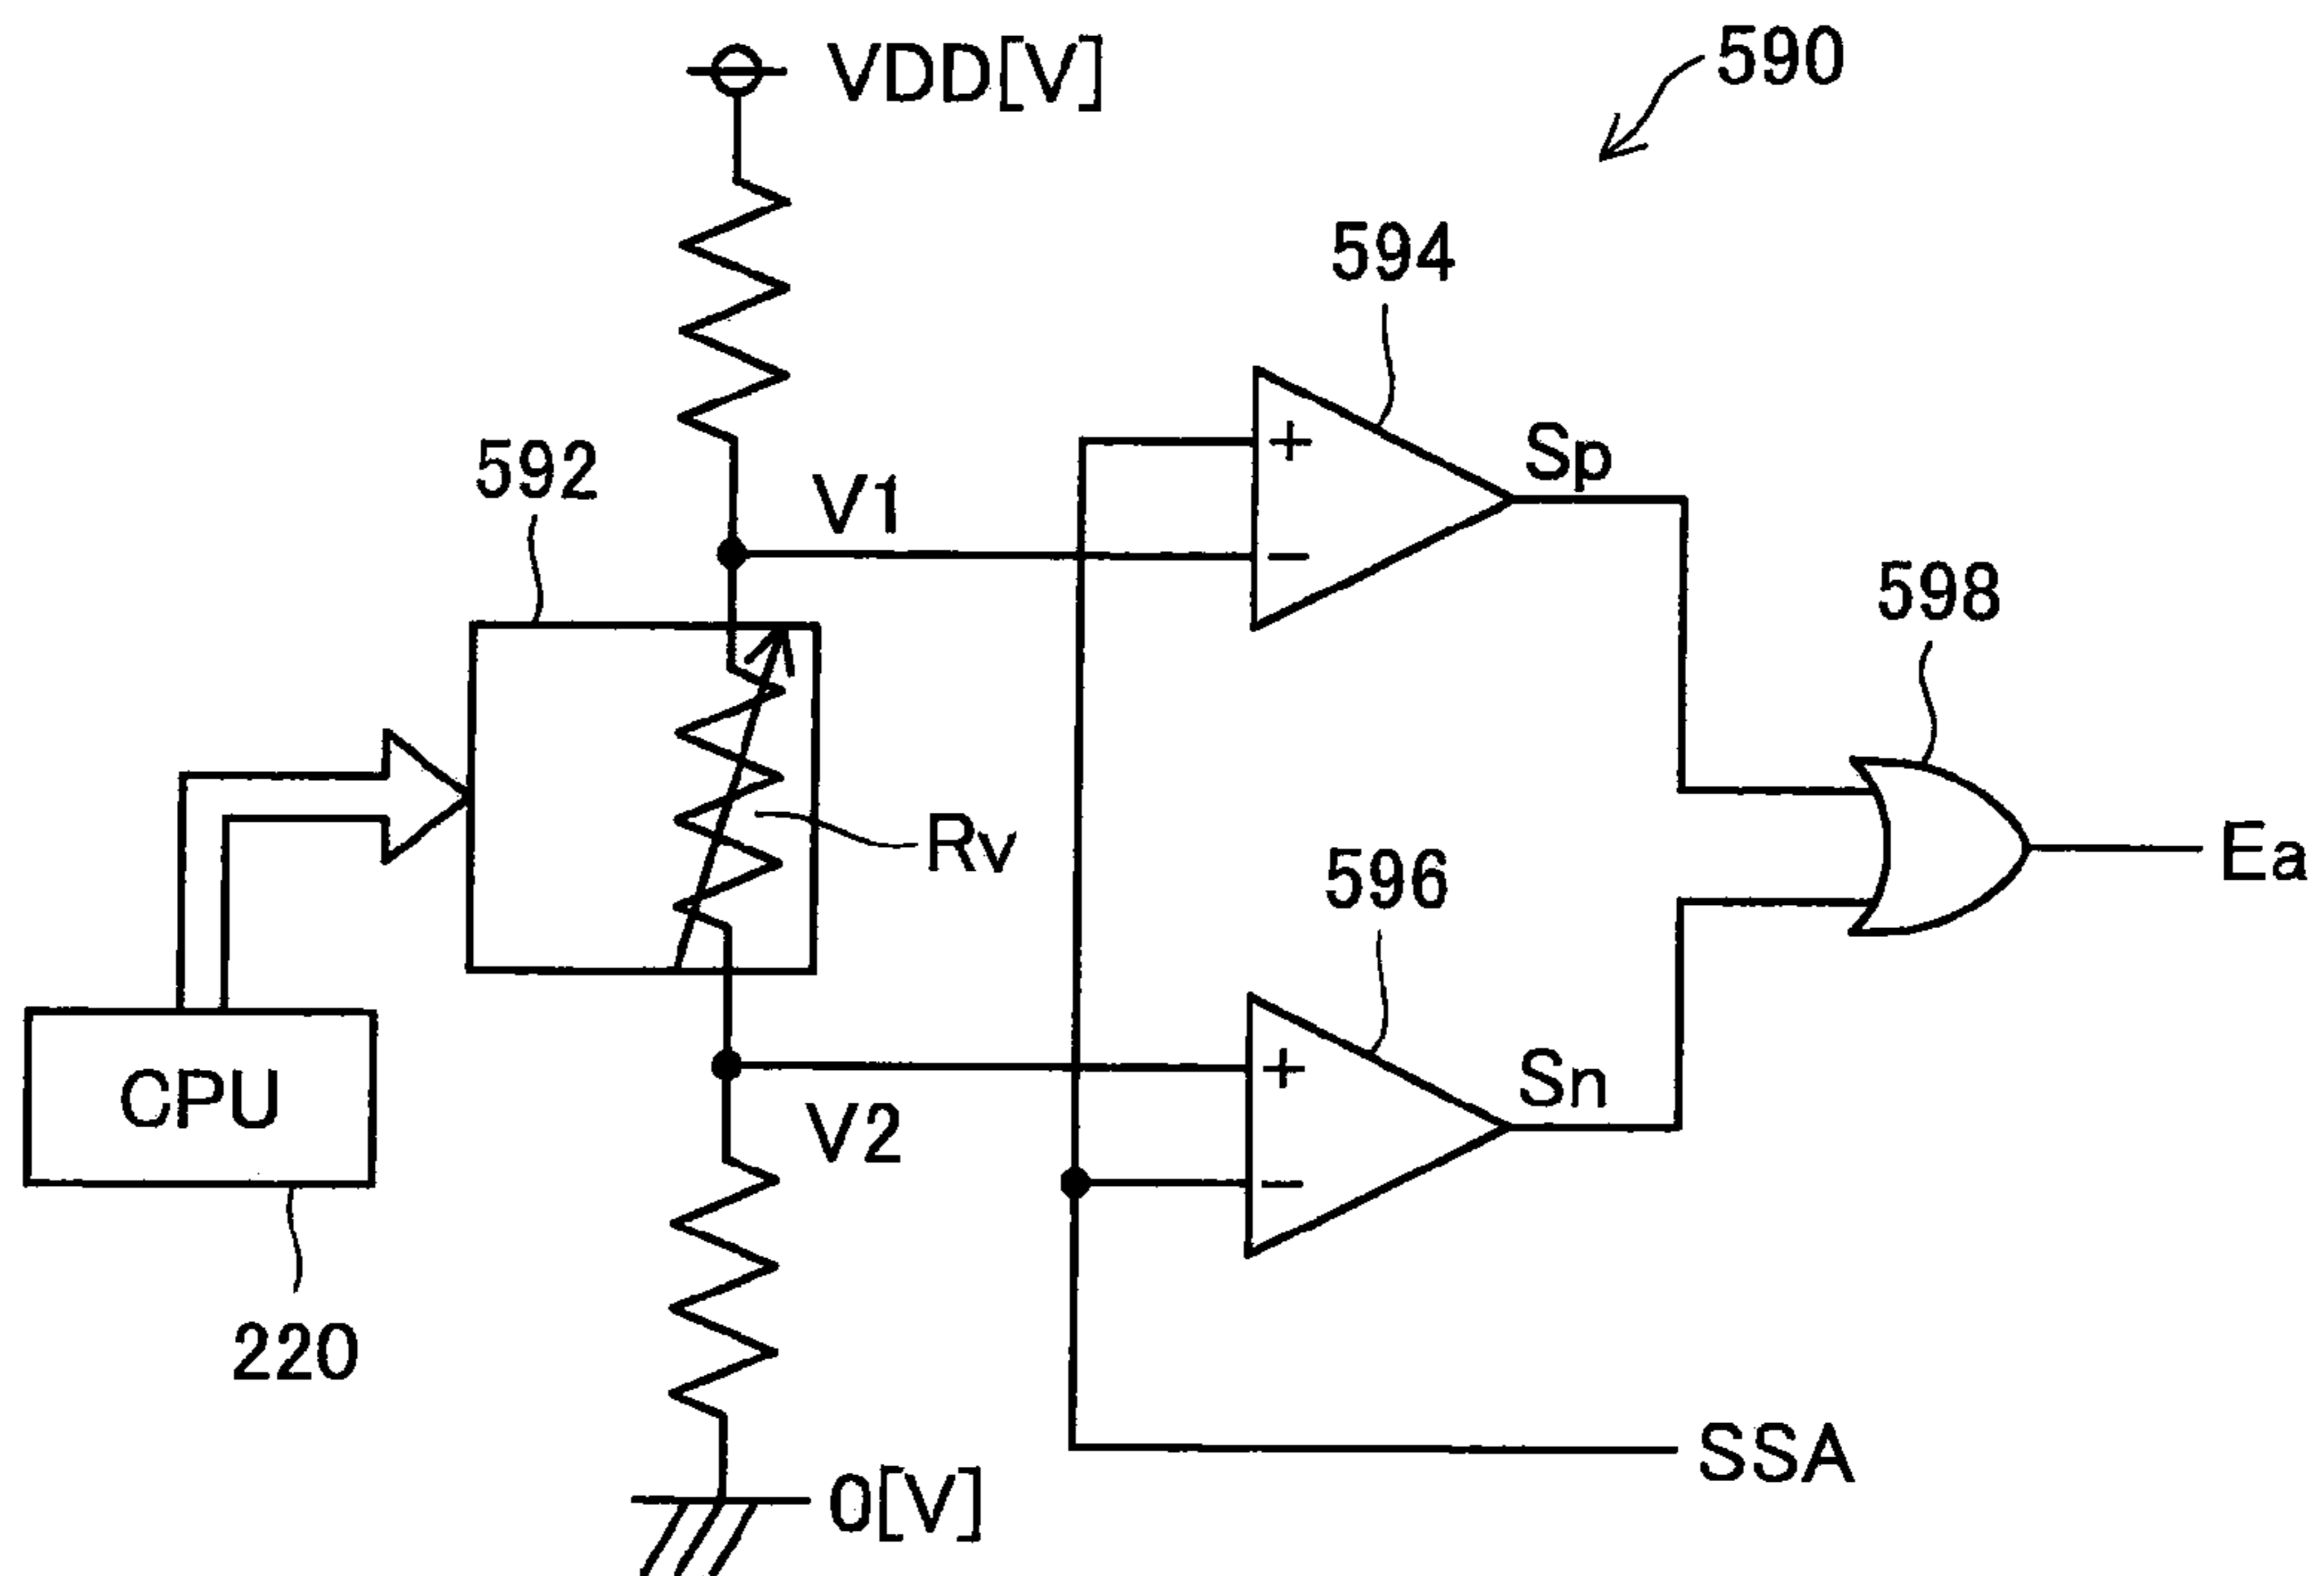 VDD[V]
590
594
Sp
592
V1
+
−
598
Rv
Ea
596
CPU
+
Sn
V2
−
220
SSA
0[V]